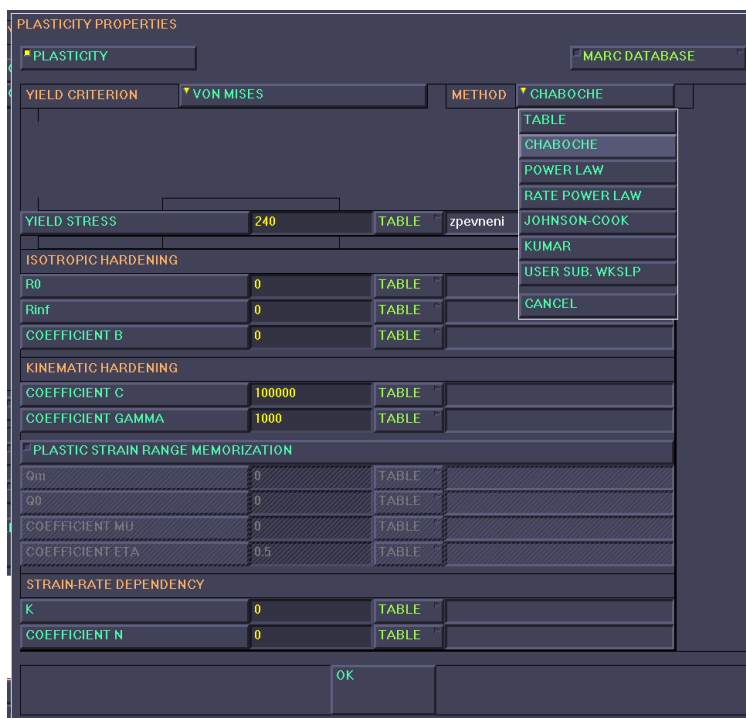 PLASTICITY PROPERTIES
PLASTICITY MARC DATABASE
YIELD CRITERION VON MISES METHOD CHABOCHE
TABLE
CHABOCHE
POWER LAW
RATE POWER LAW
YIELD STRESS 240 TABLE zpevneni JOHNSON-COOK
KUMAR
ISOTROPIC HARDENING
USER SUB. WKSLP
R0 0 TABLE
CANCEL
Rinf 0 TABLE
COEFFICIENT B 0 TABLE
KINEMATIC HARDENING
COEFFICIENT C 100000 TABLE
COEFFICIENT GAMMA 1000 TABLE
PLASTIC STRAIN RANGE MEMORIZATION
Qm 0 TABLE
Q0 0 TABLE
COEFFICIENT MU 0 TABLE
COEFFICIENT ETA 0.5 TABLE
STRAIN-RATE DEPENDENCY
K 0 TABLE
COEFFICIENT N 0 TABLE
OK